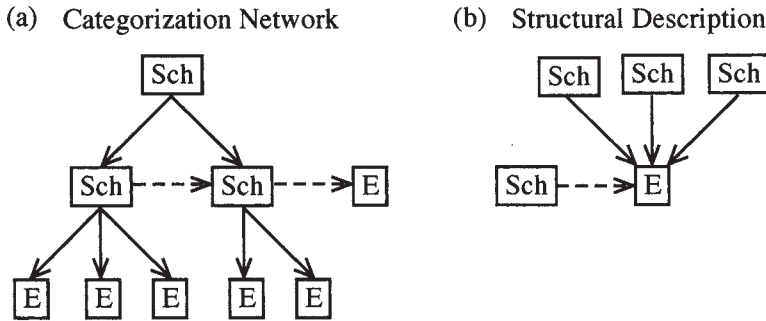 (a) Categorization Network
(b) Structural Description
Sch
Sch Sch Sch
Sch Sch E
Sch E
E E E E E